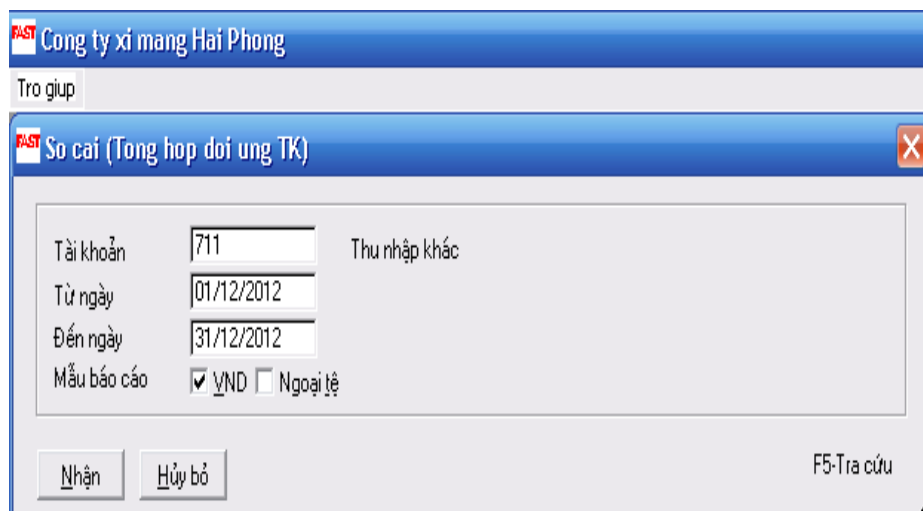 FAST Cong ty xi mang Hai Phong
Tro giup
FAST So cai (Tong hop doi ung TK)
Tài khoản 711 Thu nhập khác
Từ ngày 01/12/2012
Đến ngày 31/12/2012
Mẫu báo cáo VND Ngoại tệ
Nhận Hủy bỏ F5-Tra cứu